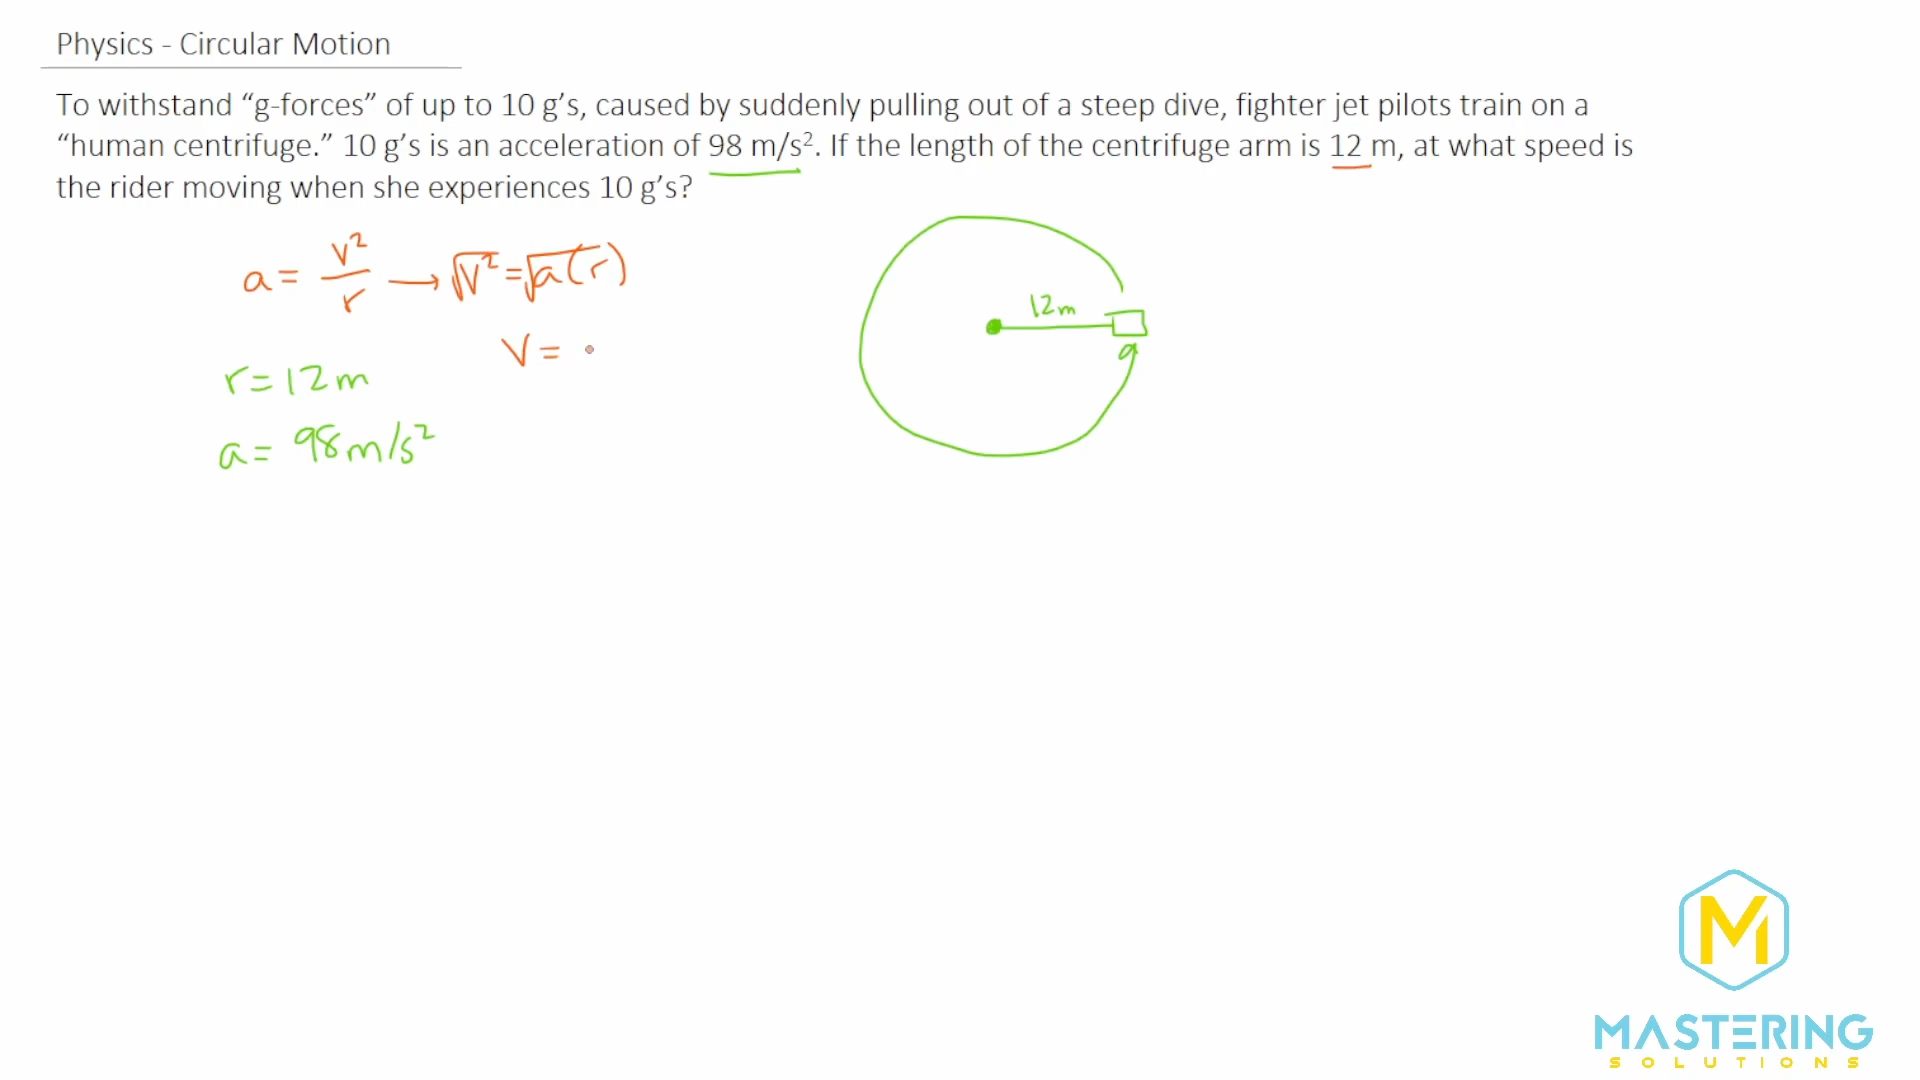 Physics - Circular Motion
To withstand “g-forces” of up to 10 g’s, caused by suddenly pulling out of a steep dive, fighter jet pilots train on a
“human centrifuge.” 10 g’s is an acceleration of 98 m/s². If the length of the centrifuge arm is 12 m, at what speed is
the rider moving when she experiences 10 g’s?
a = v²/r → √v² = √a(r)
v =
r = 12m
a = 98m/s²
12m
MASTERING
SOLUTIONS